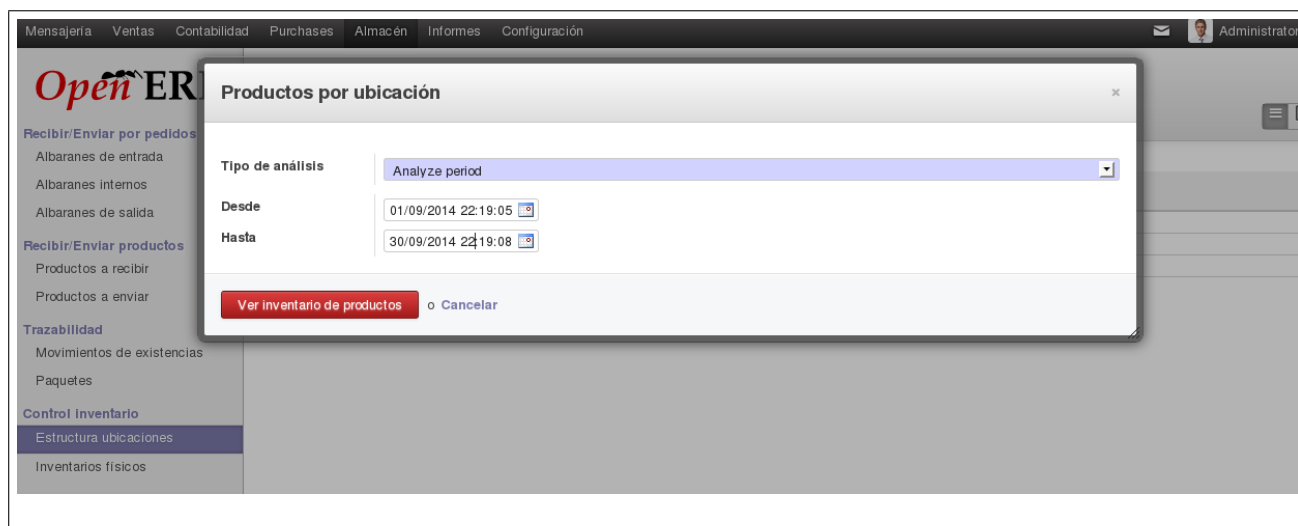 Mensajería Ventas Contabilidad Purchases Almacén Informes Configuración Administrator
Open ER
Productos por ubicación ×
Recibir/Enviar por pedidos
Albaranes de entrada
Albaranes internos
Albaranes de salida
Recibir/Enviar productos
Productos a recibir
Productos a enviar
Trazabilidad
Movimientos de existencias
Paquetes
Control inventario
Estructura ubicaciones
Inventarios físicos
Tipo de análisis Analyze period
Desde 01/09/2014 22:19:05
Hasta 30/09/2014 22:19:08
Ver inventario de productos o Cancelar